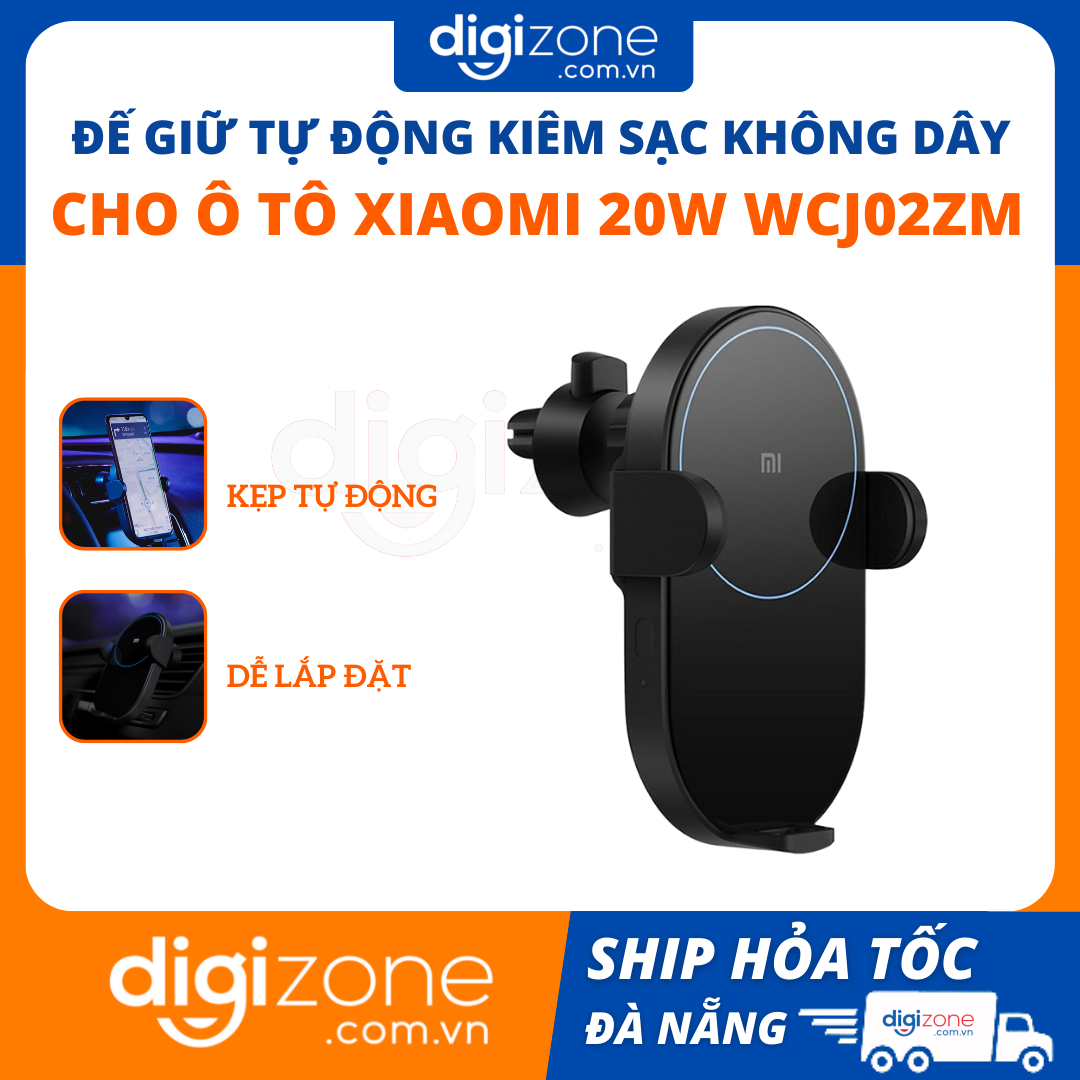 digizone
.com.vn
ĐẾ GIỮ TỰ ĐỘNG KIÊM SẠC KHÔNG DÂY
CHO Ô TÔ XIAOMI 20W WCJ02ZM
digizone
KẸP TỰ ĐỘNG
DỄ LẮP ĐẶT
digizone
.com.vn
SHIP HỎA TỐC
ĐÀ NẴNG
digizone
.com.vn